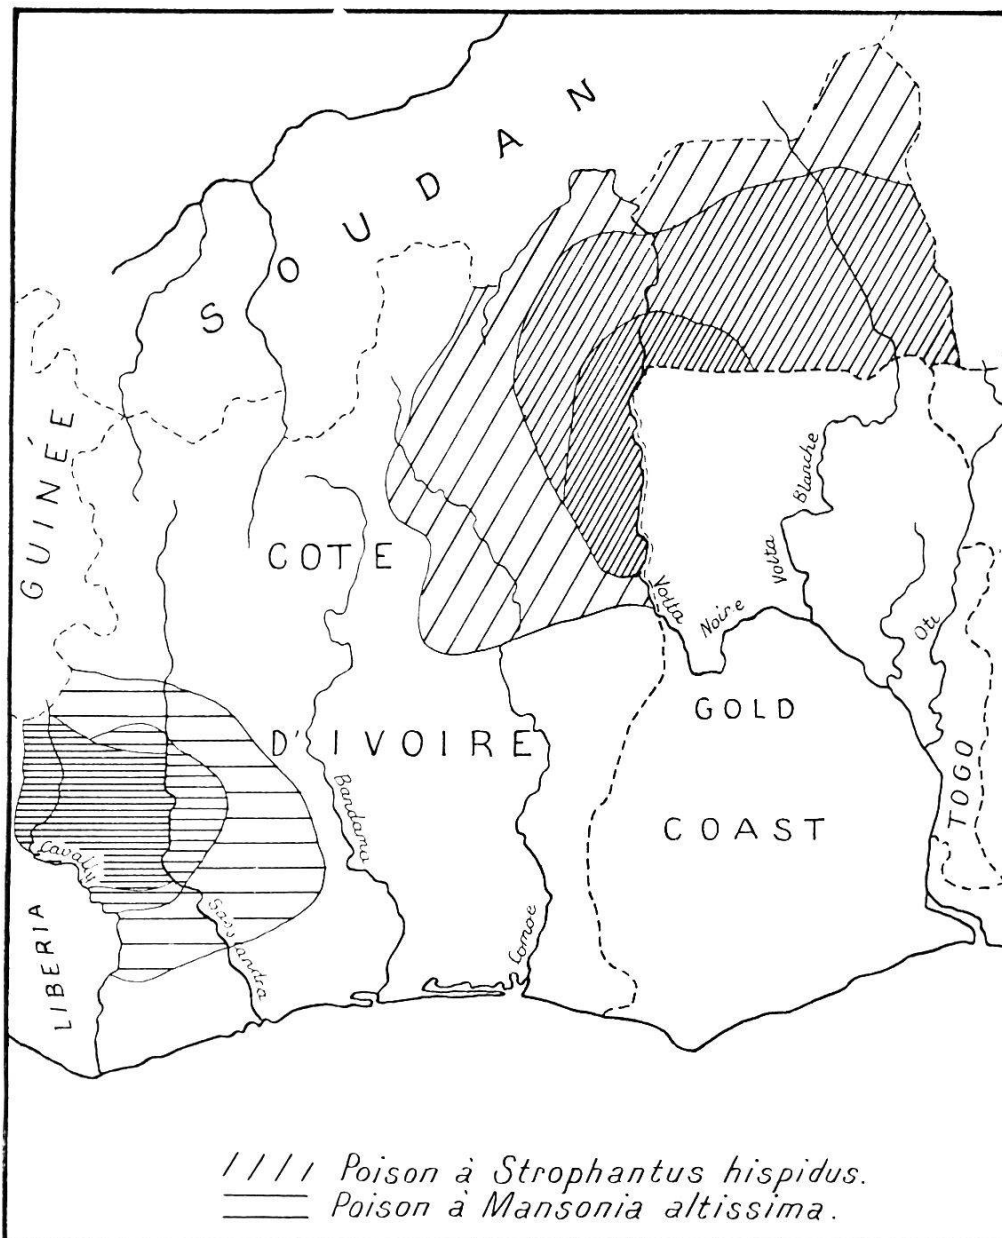 SOUDAN
GUINÉE
COTE
D'IVOIRE
Volta
Noire
Volta
Blanche
Oti
GOLD
COAST
TOGO
Bandama
Cavally
Sassandra
Comoe
LIBERIA
Poison à Strophantus hispidus.
Poison à Mansonia altissima.